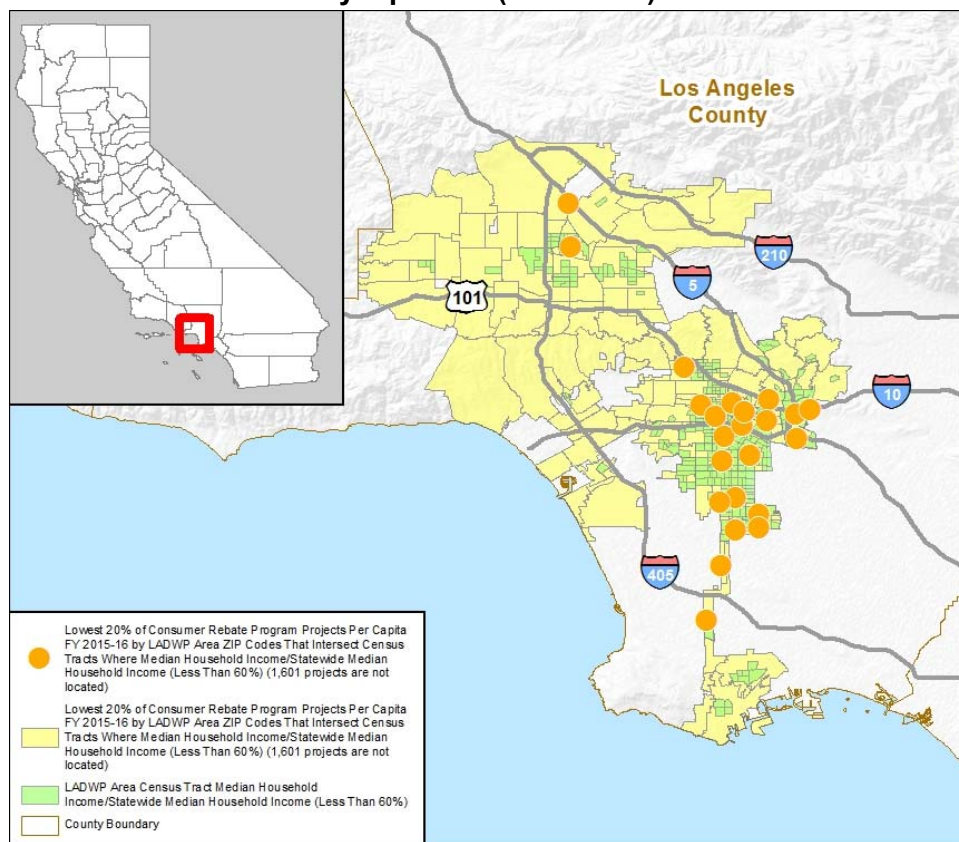 Los Angeles
County
210
5
101
10
405
Lowest 20% of Consumer Rebate Program Projects Per Capita
FY 2015-16 by LADWP Area ZIP Codes That Intersect Census
Tracts Where Median Household Income/Statewide Median
Household Income (Less Than 60%) (1,601 projects are not
located)
Lowest 20% of Consumer Rebate Program Projects Per Capita
FY 2015-16 by LADWP Area ZIP Codes That Intersect Census
Tracts Where Median Household Income/Statewide Median
Household Income (Less Than 60%) (1,601 projects are not
located)
LADWP Area Census Tract Median Household
Income/Statewide Median Household Income (Less Than 60%)
County Boundary